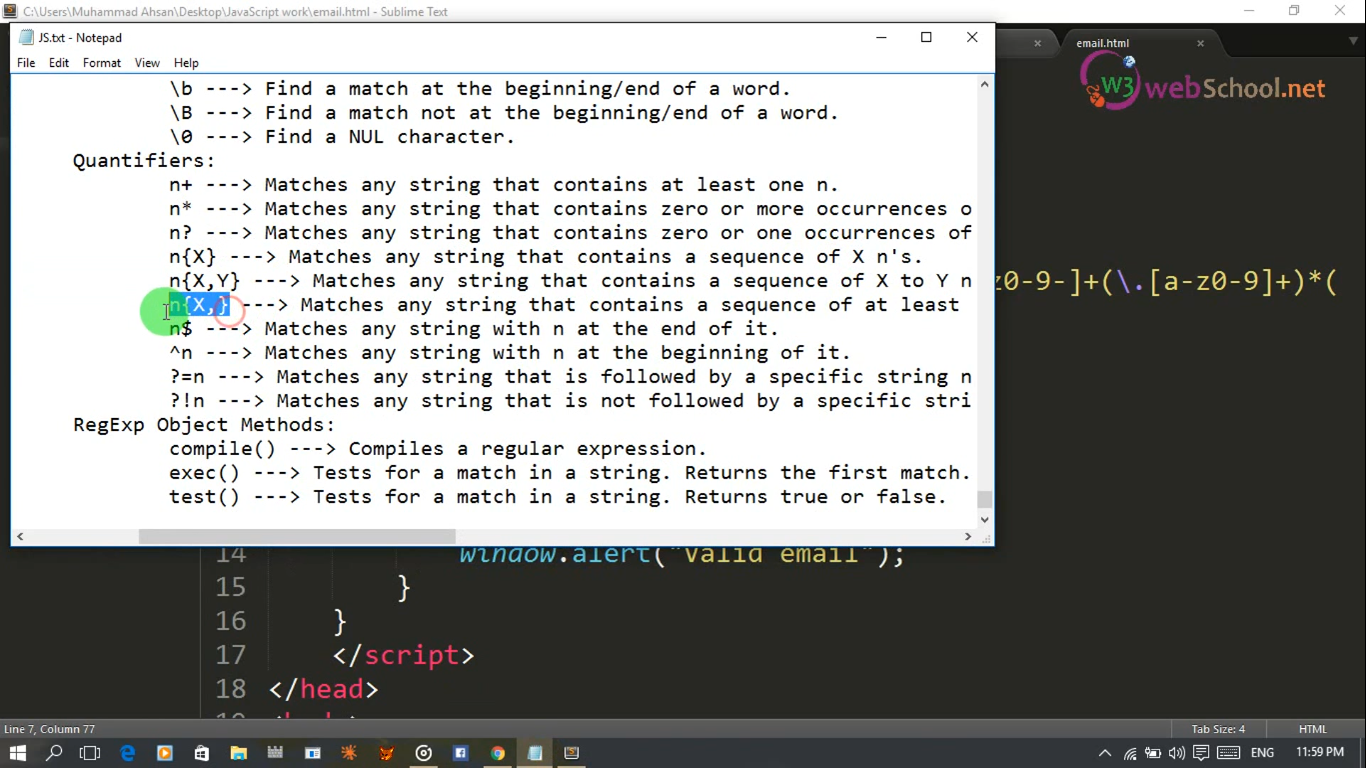 C:\Users\Muhammad Ahsan\Desktop\JavaScript work\email.html - Sublime Text
JS.txt - Notepad
File Edit Format View Help
email.html
W3 webSchool.net
\b ---> Find a match at the beginning/end of a word.
\B ---> Find a match not at the beginning/end of a word.
\0 ---> Find a NUL character.
Quantifiers:
n+ ---> Matches any string that contains at least one n.
n* ---> Matches any string that contains zero or more occurrences o
n? ---> Matches any string that contains zero or one occurrences of
n{X} ---> Matches any string that contains a sequence of X n's.
n{X,Y} ---> Matches any string that contains a sequence of X to Y n
z0-9-]+(\.[a-z0-9]+)*(
n{X,} ---> Matches any string that contains a sequence of at least
n$ ---> Matches any string with n at the end of it.
^n ---> Matches any string with n at the beginning of it.
?=n ---> Matches any string that is followed by a specific string n
?!n ---> Matches any string that is not followed by a specific stri
RegExp Object Methods:
compile() ---> Compiles a regular expression.
exec() ---> Tests for a match in a string. Returns the first match.
test() ---> Tests for a match in a string. Returns true or false.
14 window.alert("Valid email");
15 }
16 }
17 </script>
18 </head>
Line 7, Column 77
Tab Size: 4
HTML
ENG
11:59 PM